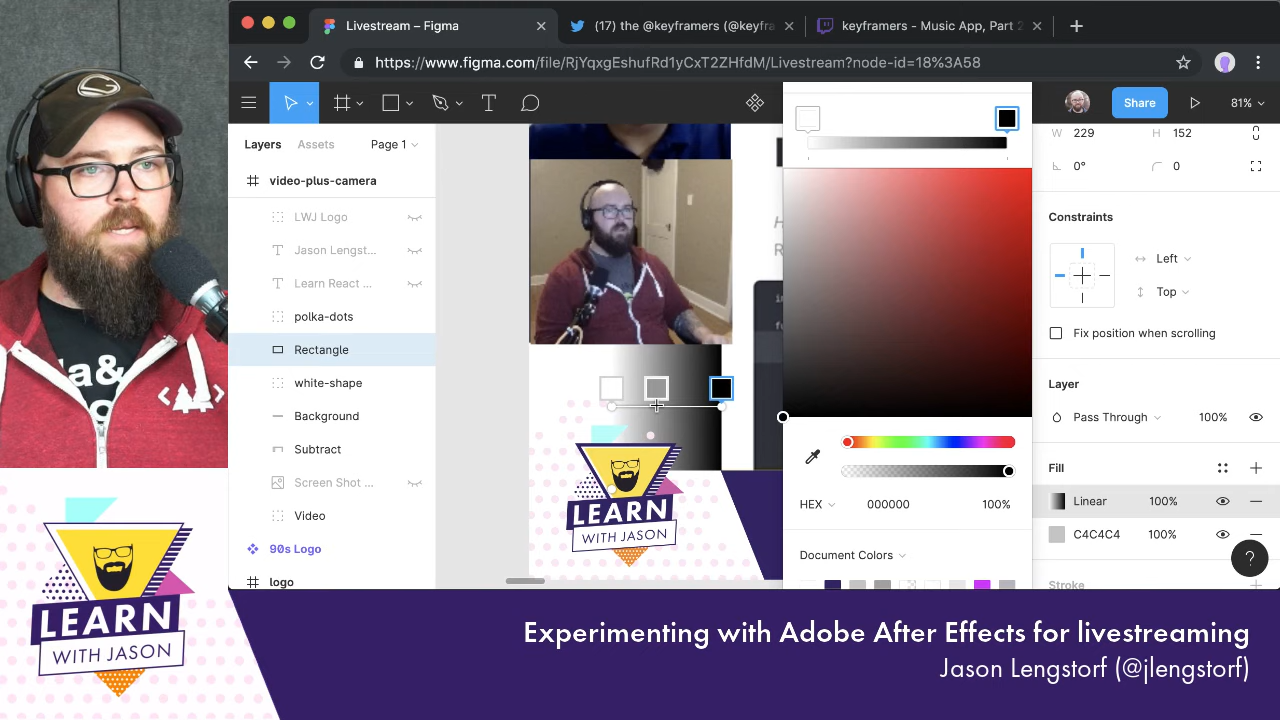 Livestream – Figma
(17) the @keyframers (@keyfra
keyframers - Music App, Part 2
https://www.figma.com/file/RjYqxgEshufRd1yCxT2ZHfdM/Livestream?node-id=18%3A58
T
Share
81%
Layers
Assets
Page 1
video-plus-camera
LWJ Logo
Jason Lengst...
Learn React ...
polka-dots
Rectangle
white-shape
Background
Subtract
Screen Shot ...
Video
90s Logo
logo
LEARN
WITH JASON
HEX
000000
100%
Document Colors
W 229
H 152
0°
0
Constraints
Left
Top
Fix position when scrolling
Layer
Pass Through
100%
Fill
Linear
100%
C4C4C4
100%
?
Stroke
LEARN
WITH JASON
Experimenting with Adobe After Effects for livestreaming
Jason Lengstorf (@jlengstorf)